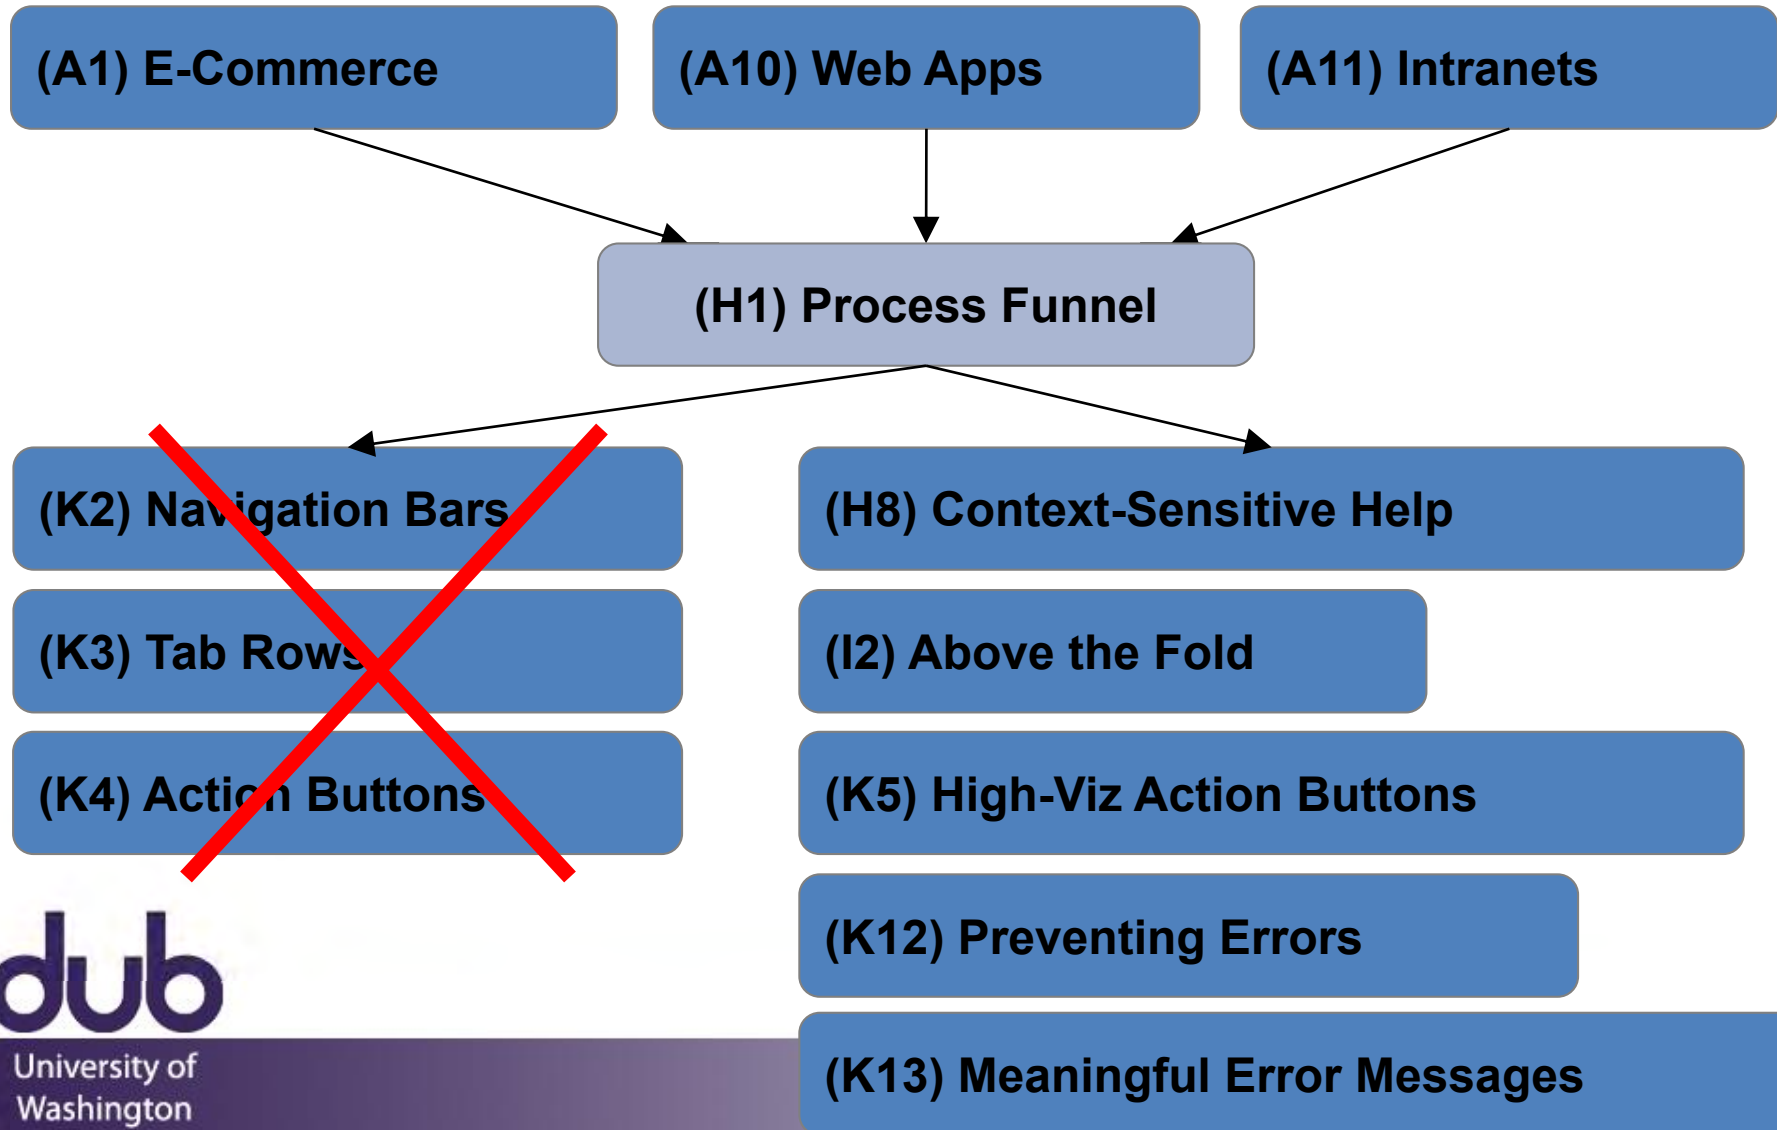 (A1) E-Commerce
(A10) Web Apps
(A11) Intranets
(H1) Process Funnel
(K2) Navigation Bars
(K3) Tab Rows
(K4) Action Buttons
(H8) Context-Sensitive Help
(I2) Above the Fold
(K5) High-Viz Action Buttons
(K12) Preventing Errors
(K13) Meaningful Error Messages
dub
University of
Washington